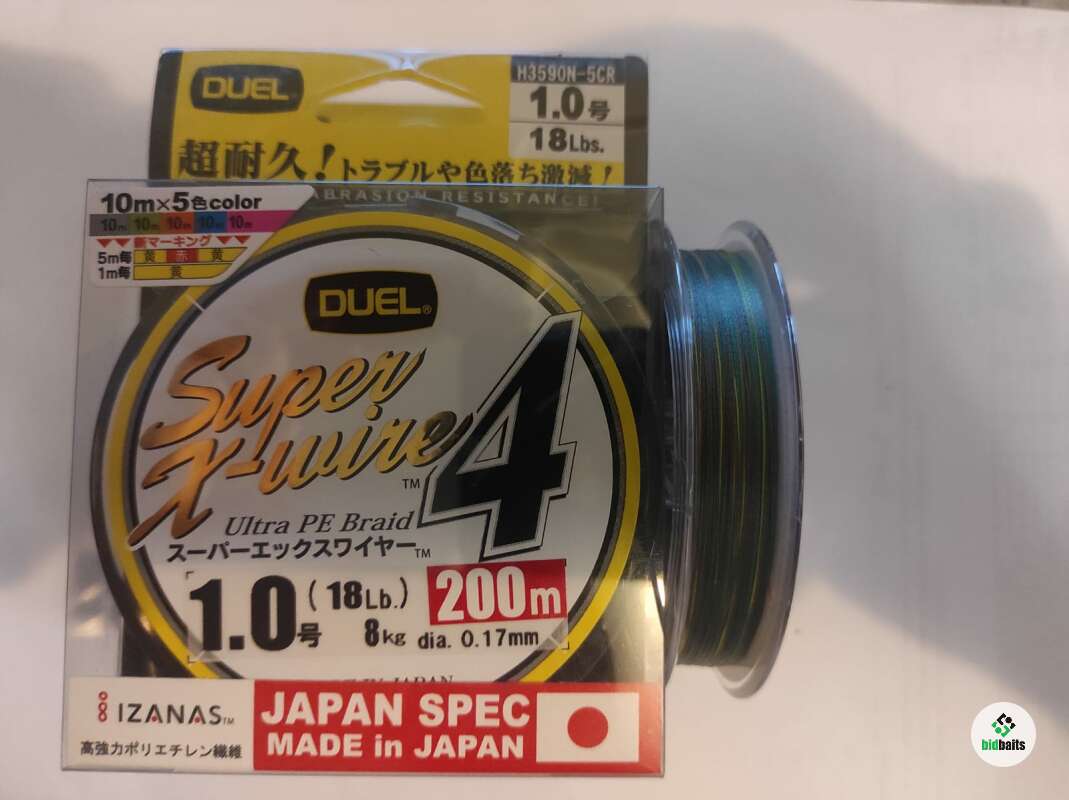 DUEL
H3590N-5CR
1.0号
18Lbs.
超耐久！トラブルや色落ち激減！
ABRASION RESISTANCE!
10m×5色color
10m 10m 10m 10m 10m
新マーキング
5m毎 黄 赤 黄
1m毎 黄
DUEL®
Super
X-wire 4
TM
Ultra PE Braid
スーパーエックスワイヤー TM
1.0号 (18Lb.) 200m
8kg dia. 0.17mm
IN JAPAN
IZANAS TM
高強力ポリエチレン繊維
JAPAN SPEC
MADE in JAPAN
bidbaits